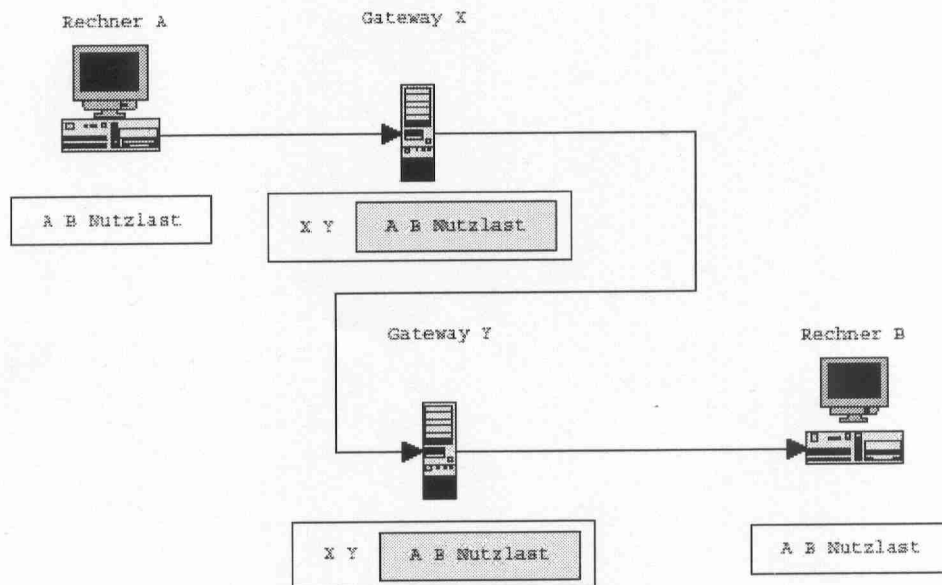 Rechner A
Gateway X
A B Nutzlast
X Y A B Nutzlast
Gateway Y
Rechner B
X Y A B Nutzlast
A B Nutzlast